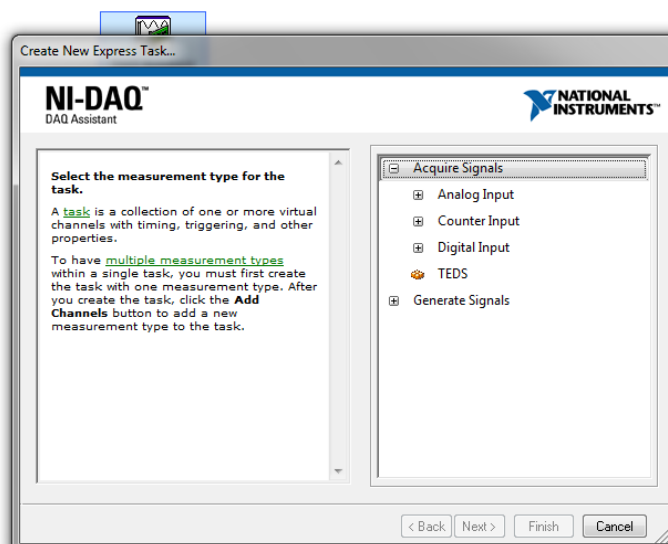 Create New Express Task...
NI-DAQ™
DAQ Assistant
NATIONAL
INSTRUMENTS™
Select the measurement type for the
task.
A task is a collection of one or more virtual
channels with timing, triggering, and other
properties.
To have multiple measurement types
within a single task, you must first create
the task with one measurement type. After
you create the task, click the Add
Channels button to add a new
measurement type to the task.
Acquire Signals
Analog Input
Counter Input
Digital Input
TEDS
Generate Signals
< Back
Next >
Finish
Cancel